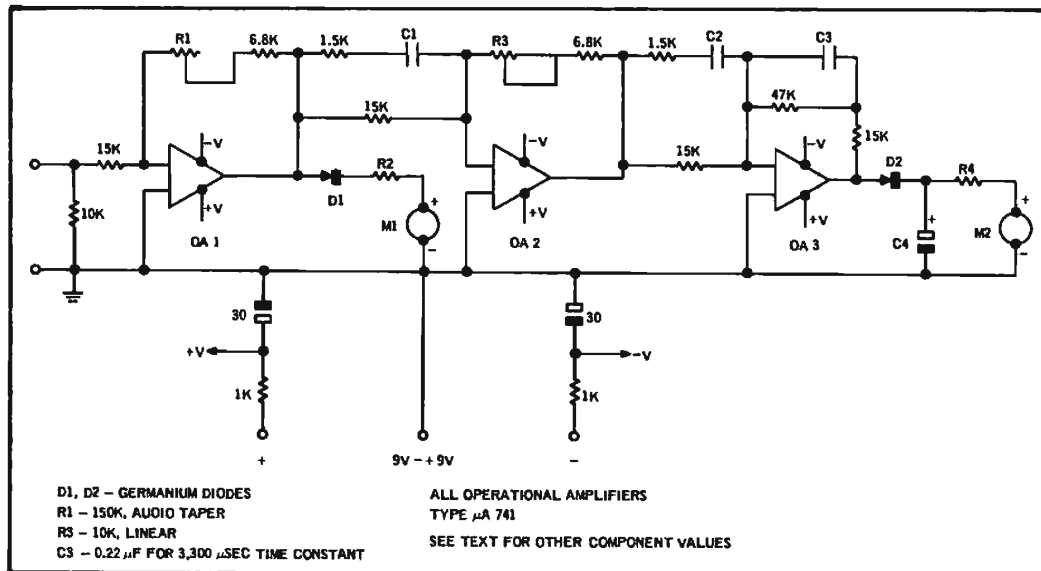 R1
6.8K
1.5K
C1
R3
6.8K
1.5K
C2
C3
15K
47K
15K
−V
15K
−V
15K
−V
15K
R2
D2
R4
10K
D1
+
+
+
M1
C4
M2
+V
+V
+V
−
−
OA 1
OA 2
OA 3
30
30
+V
−V
1K
1K
+
9V − + 9V
−
D1, D2 – GERMANIUM DIODES
R1 – 150K, AUDIO TAPER
R3 – 10K, LINEAR
C3 – 0.22 μF FOR 3,300 μSEC TIME CONSTANT
ALL OPERATIONAL AMPLIFIERS
TYPE μA 741
SEE TEXT FOR OTHER COMPONENT VALUES